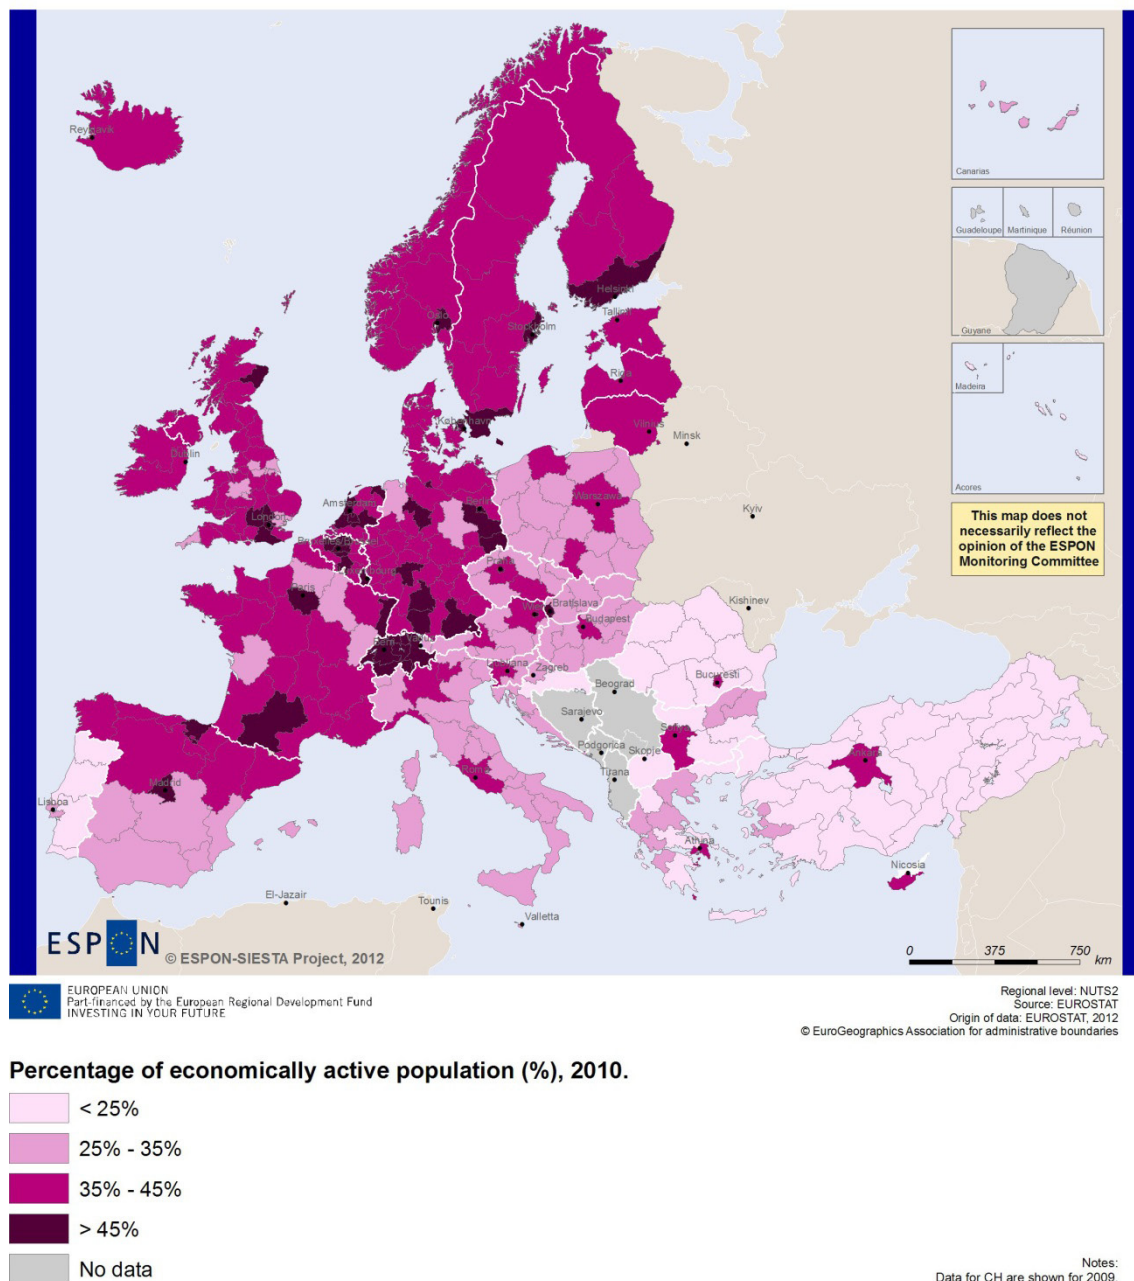 Reykjavik
Canarias
Guadeloupe
Martinique
Réunion
Guyane
Madeira
Acores
This map does not
necessarily reflect the
opinion of the ESPON
Monitoring Committee
Oslo
Stockholm
Helsinki
Tallinn
Riga
København
Vilnius
Minsk
Dublin
London
Amsterdam
Berlin
Warszawa
Kyiv
Luxembourg
Paris
Praha
Kishinev
Bratislava
Budapest
Bern
Vaduz
Ljubljana
Zagreb
Bucuresti
Beograd
Sarajevo
Podgorica
Skopje
Tirana
Roma
Madrid
Lisboa
Athina
Nicosia
El-Jazair
Tounis
Valletta
ESPON
© ESPON-SIESTA Project, 2012
0 375 750
km
EUROPEAN UNION
Part-financed by the European Regional Development Fund
INVESTING IN YOUR FUTURE
Regional level: NUTS2
Source: EUROSTAT
Origin of data: EUROSTAT, 2012
© EuroGeographics Association for administrative boundaries
Percentage of economically active population (%), 2010.
< 25%
25% - 35%
35% - 45%
> 45%
No data
Notes:
Data for CH are shown for 2009.